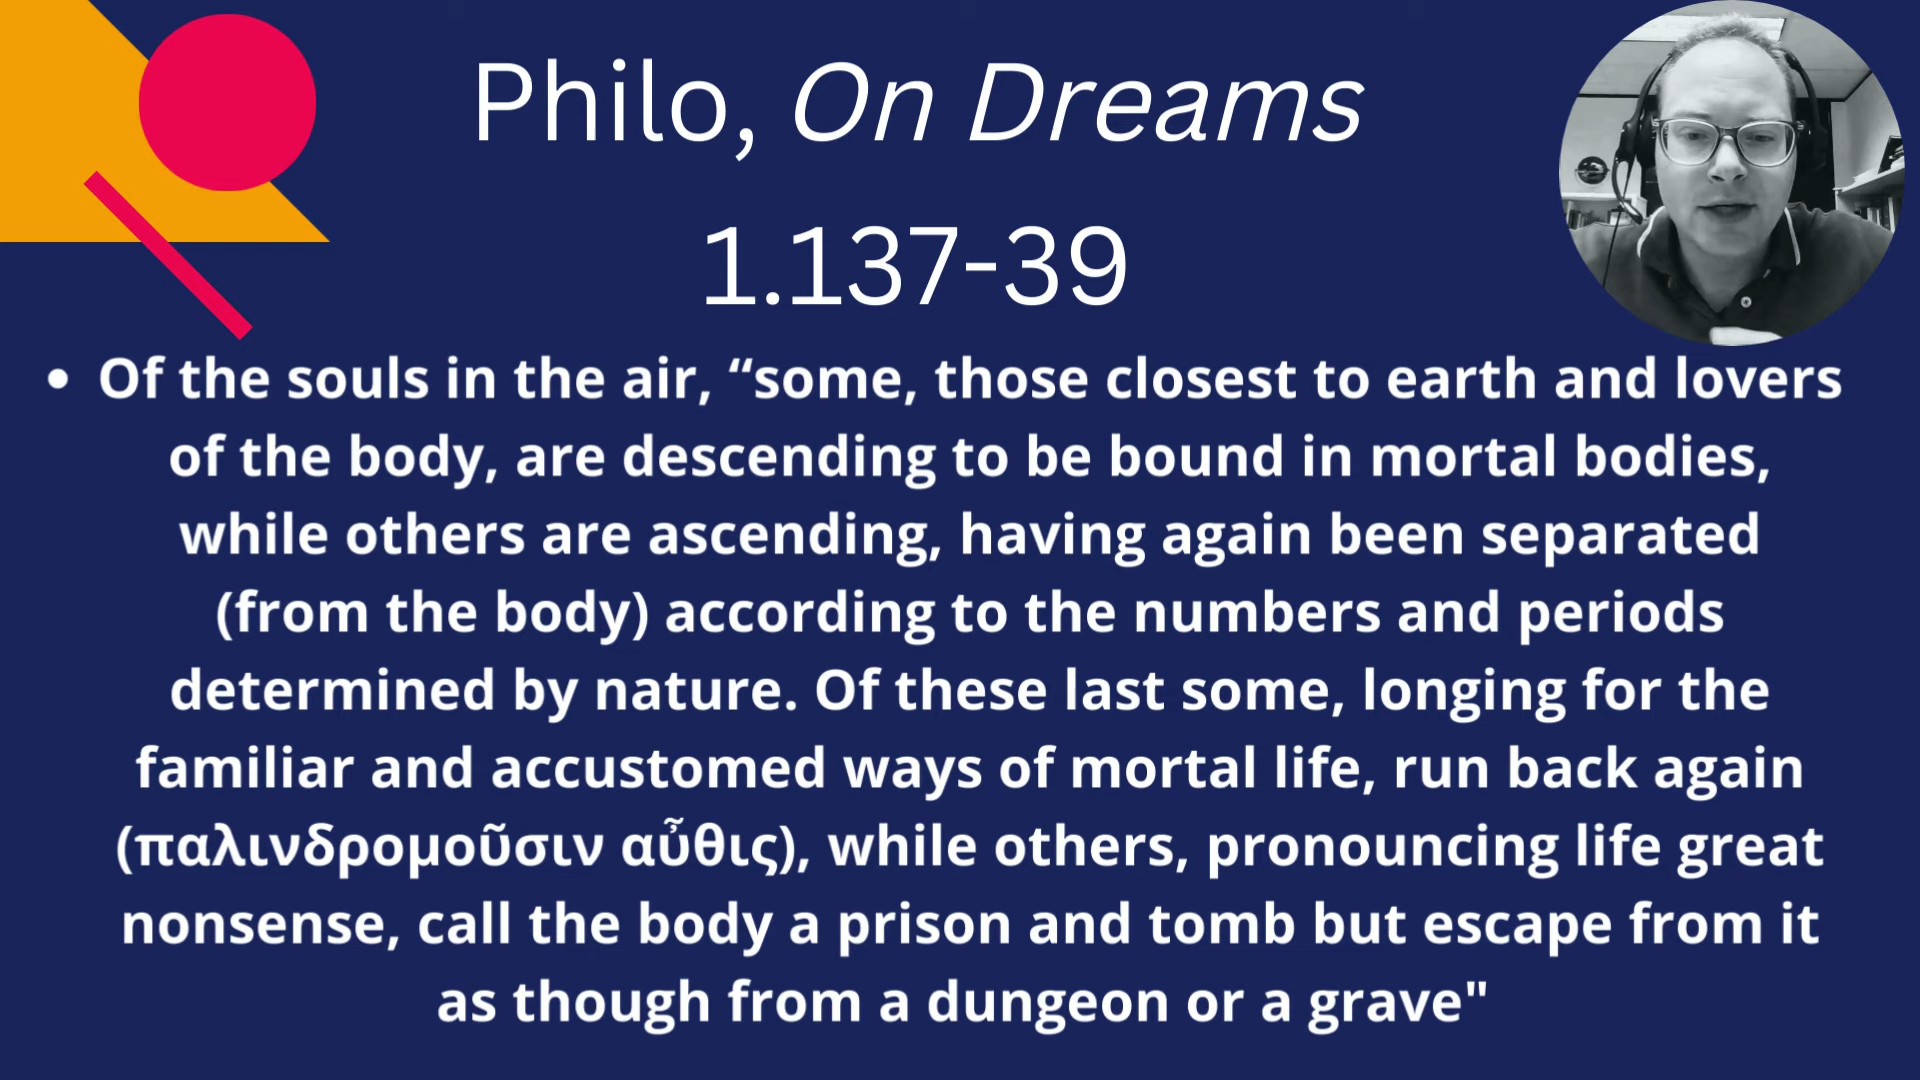 Philo, On Dreams
1.137-39
• Of the souls in the air, “some, those closest to earth and lovers
of the body, are descending to be bound in mortal bodies,
while others are ascending, having again been separated
(from the body) according to the numbers and periods
determined by nature. Of these last some, longing for the
familiar and accustomed ways of mortal life, run back again
(παλινδρομοῦσιν αὖθις), while others, pronouncing life great
nonsense, call the body a prison and tomb but escape from it
as though from a dungeon or a grave"